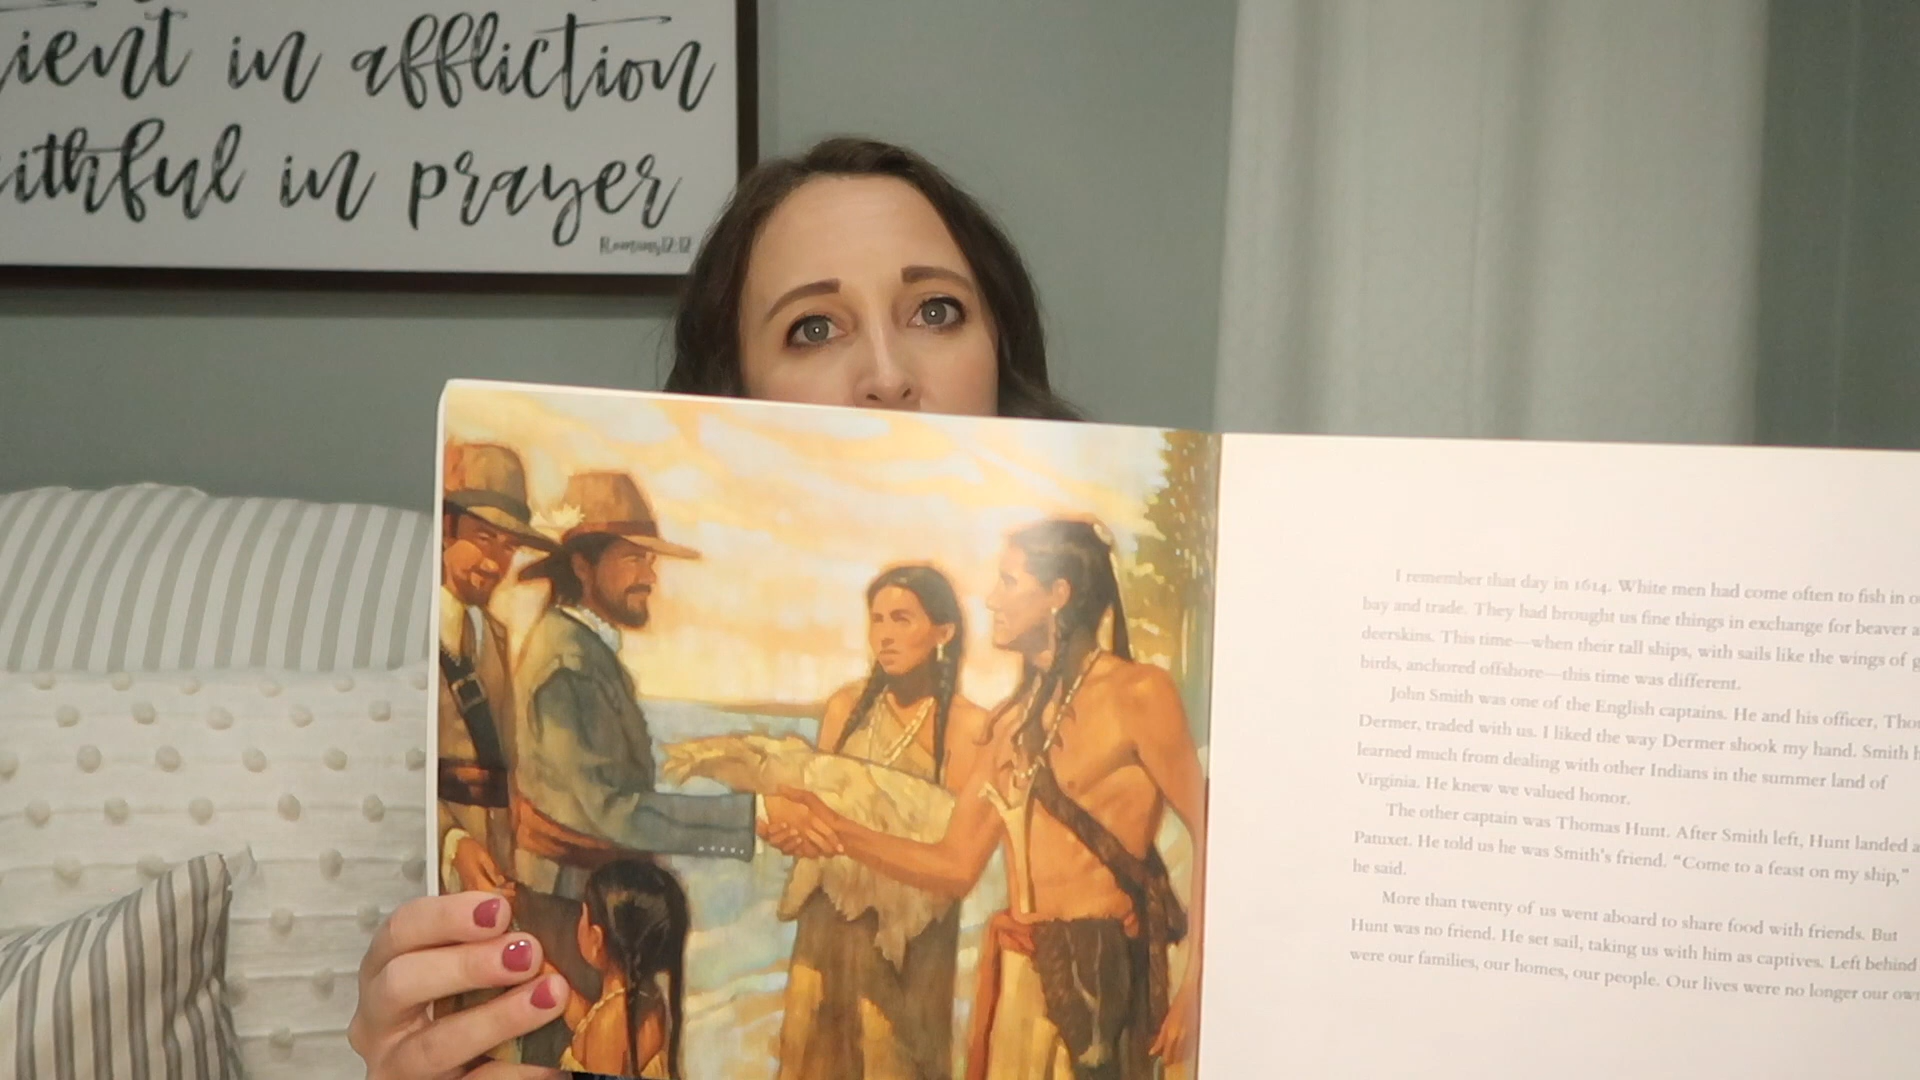 ient in affliction
ithful in prayer
Romans 12:12
I remember that day in 1614. White men had come often to fish in
bay and trade. They had brought us fine things in exchange for beaver
deerskins. This time—when their tall ships, with sails like the wings of
birds, anchored offshore—this time was different.
John Smith was one of the English captains. He and his officer,
Dermer, traded with us. I liked the way Dermer shook my hand. Smith
learned much from dealing with other Indians in the summer land of
Virginia. He knew we valued honor.
The other captain was Thomas Hunt. After Smith left, Hunt landed
Patuxet. He told us he was Smith's friend. "Come to a feast on my ship,"
he said.
More than twenty of us went aboard to share food with friends. But
Hunt was no friend. He set sail, taking us with him as captives. Left behind
were our families, our homes, our people. Our lives were no longer our